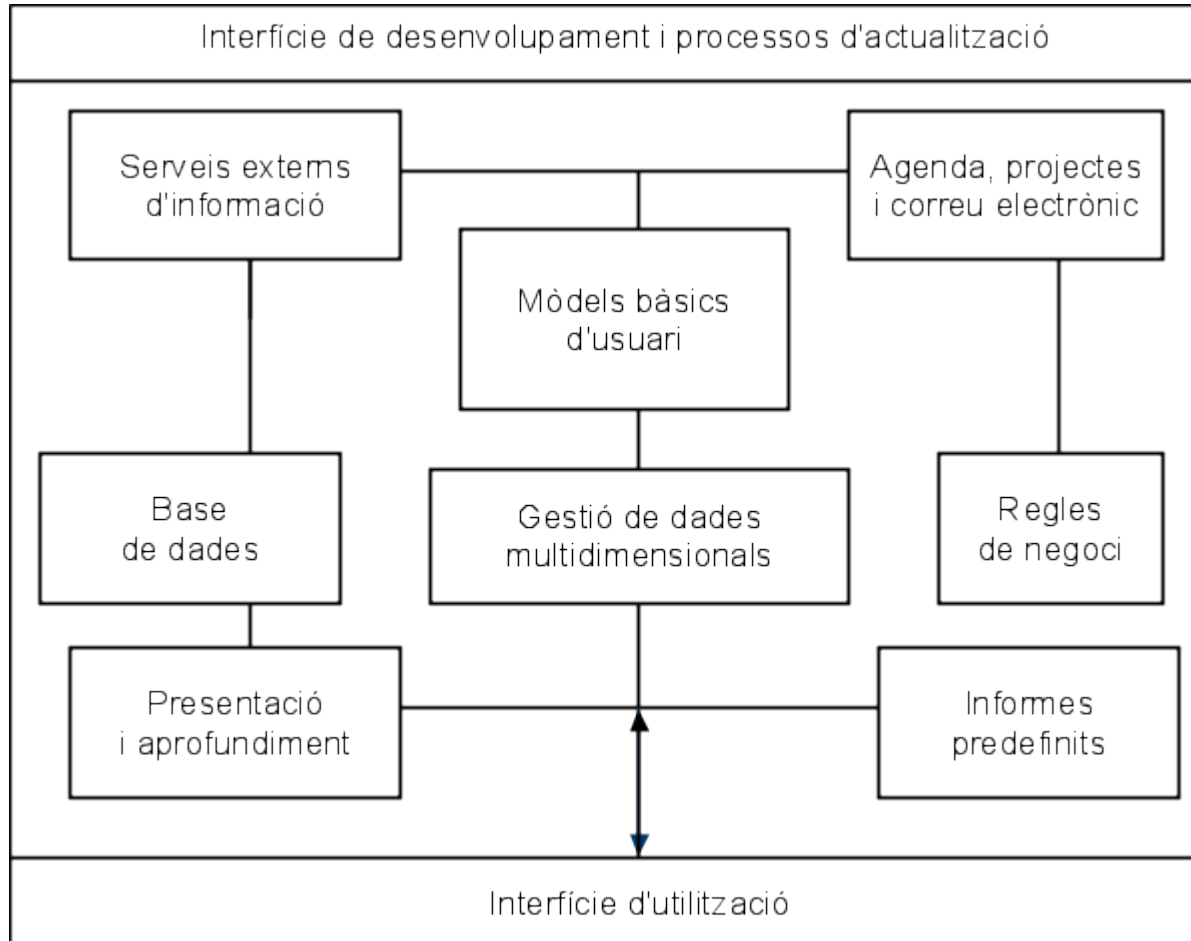 Interfície de desenvolupament i processos d'actualització
Serveis externs
d'informació
Agenda, projectes
i correu electrònic
Mòdels bàsics
d'usuari
Base
de dades
Gestió de dades
multidimensionals
Regles
de negoci
Presentació
i aprofundiment
Informes
predefinits
Interfície d'utilització